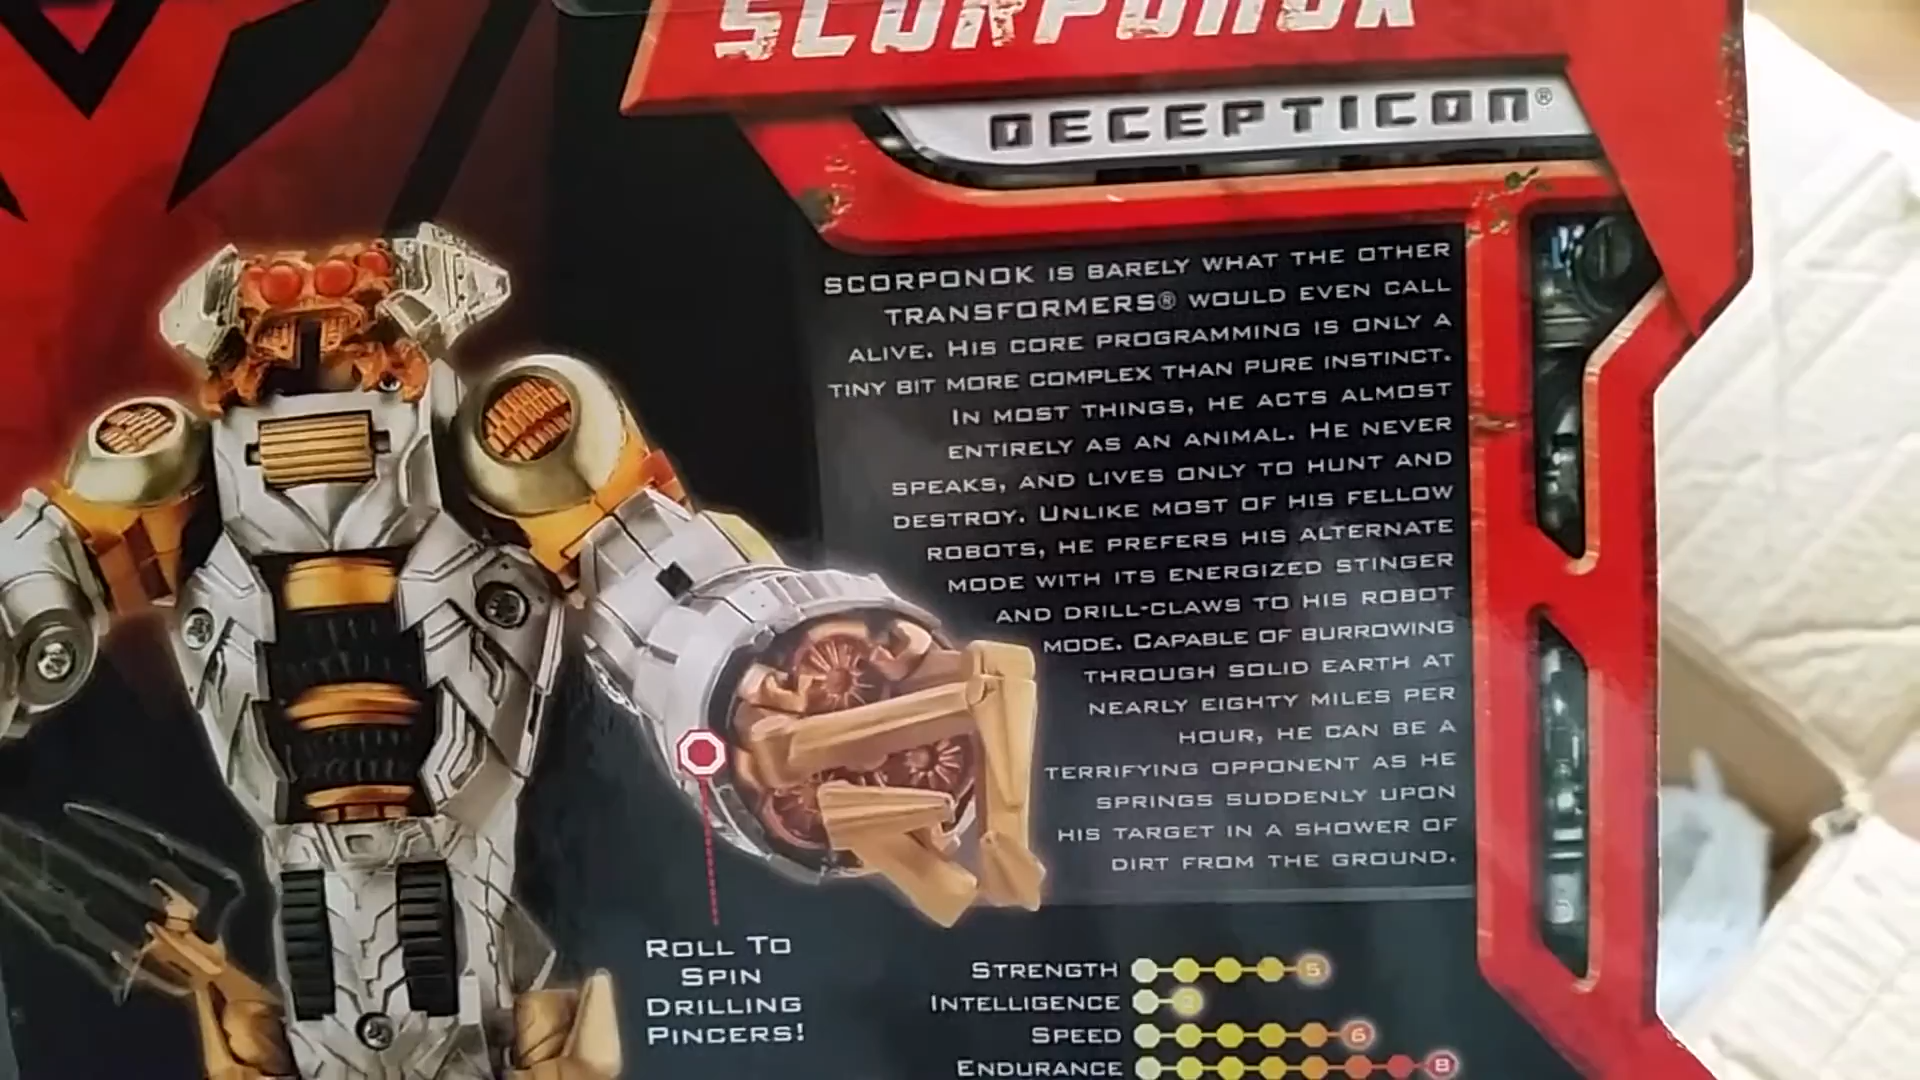 SCORPONOK
DECEPTICON®
SCORPONOK IS BARELY WHAT THE OTHER
TRANSFORMERS® WOULD EVEN CALL
ALIVE. HIS CORE PROGRAMMING IS ONLY A
TINY BIT MORE COMPLEX THAN PURE INSTINCT.
IN MOST THINGS, HE ACTS ALMOST
ENTIRELY AS AN ANIMAL. HE NEVER
SPEAKS, AND LIVES ONLY TO HUNT AND
DESTROY. UNLIKE MOST OF HIS FELLOW
ROBOTS, HE PREFERS HIS ALTERNATE
MODE WITH ITS ENERGIZED STINGER
AND DRILL-CLAWS TO HIS ROBOT
MODE. CAPABLE OF BURROWING
THROUGH SOLID EARTH AT
NEARLY EIGHTY MILES PER
HOUR, HE CAN BE A
TERRIFYING OPPONENT AS HE
SPRINGS SUDDENLY UPON
HIS TARGET IN A SHOWER OF
DIRT FROM THE GROUND.
ROLL TO
SPIN
DRILLING
PINCERS!
STRENGTH 5
INTELLIGENCE 2
SPEED 6
ENDURANCE 8